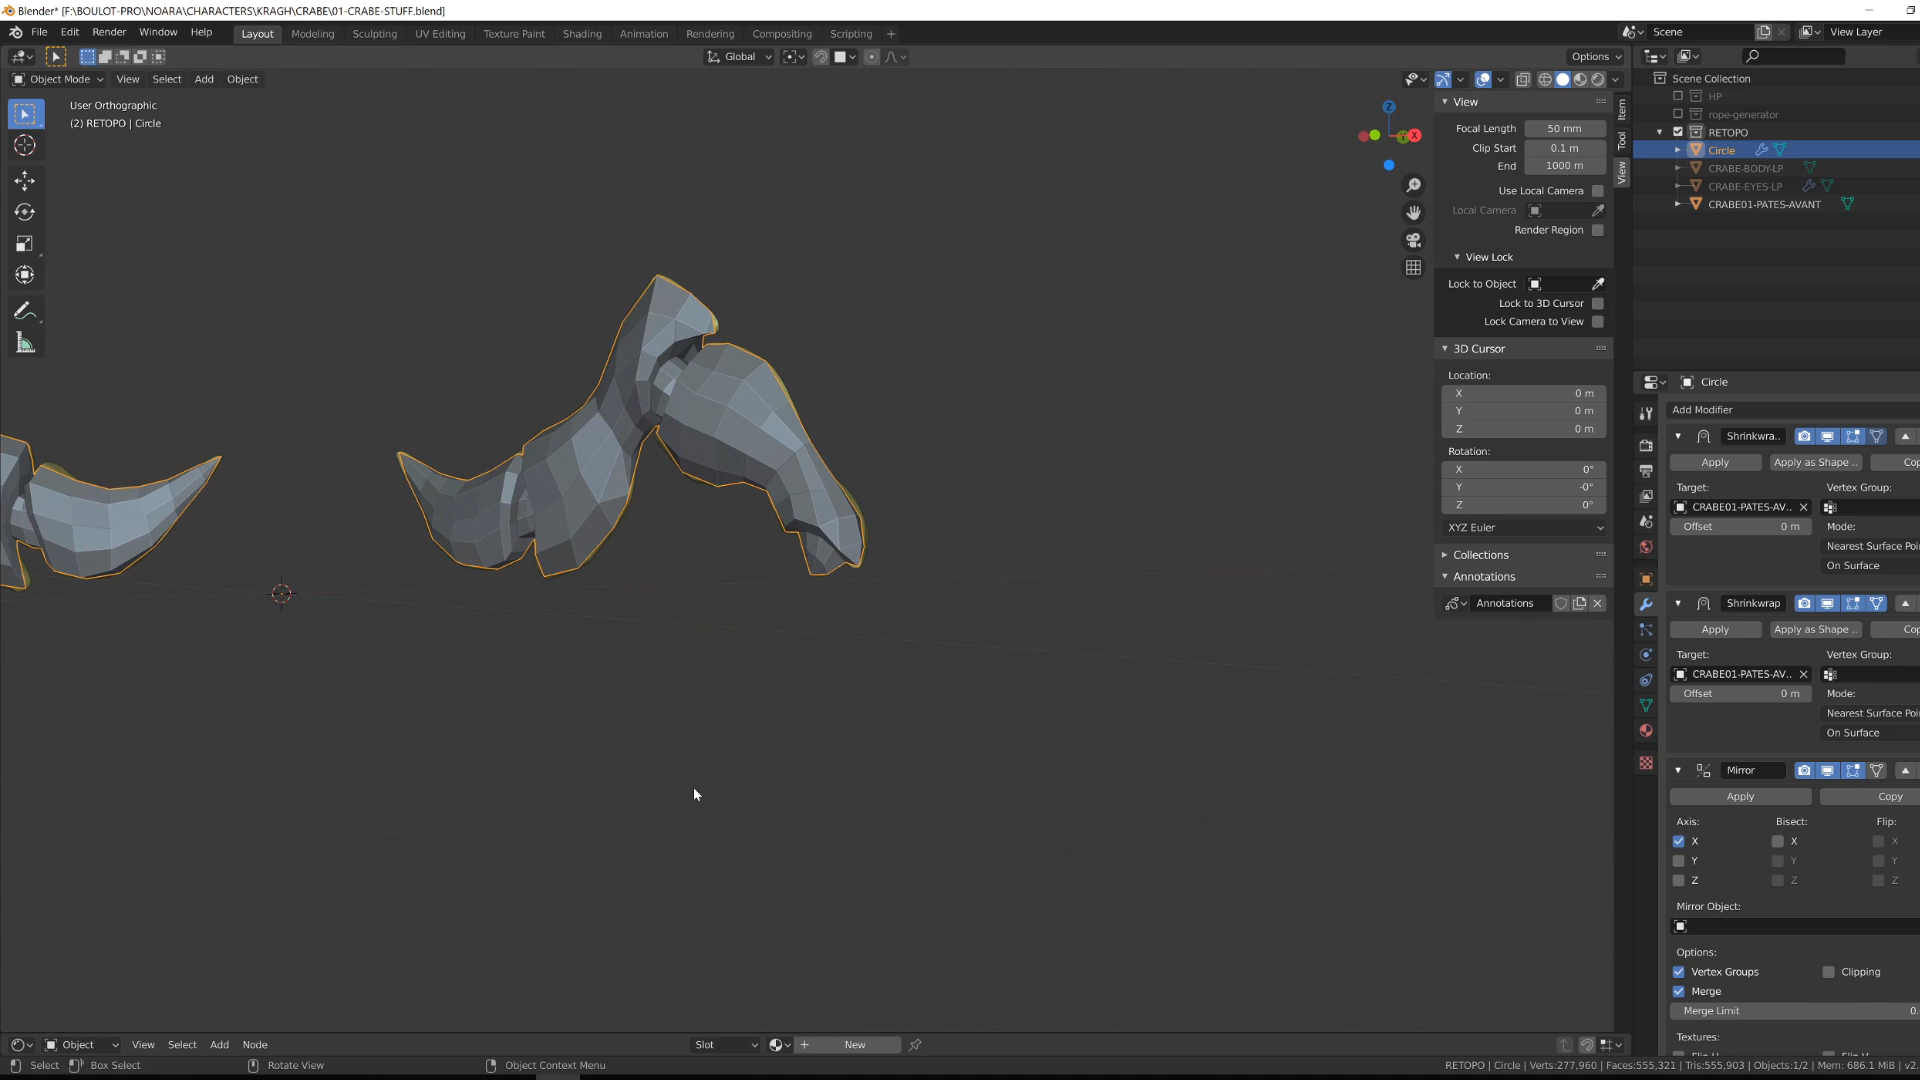 Blender* [F:\BOULOT-PRO\NOARA\CHARACTERS\KRAGH\CRABE\01-CRABE-STUFF.blend]
File Edit Render Window Help Layout Modeling Sculpting UV Editing Texture Paint Shading Animation Rendering Compositing Scripting + Scene View Layer
Global Options
Object Mode View Select Add Object
User Orthographic
(2) RETOPO | Circle
Z
X
Y
View
Focal Length 50 mm
Clip Start 0.1 m
End 1000 m
Use Local Camera
Local Camera
Render Region
View Lock
Lock to Object
Lock to 3D Cursor
Lock Camera to View
3D Cursor
Location:
X 0 m
Y 0 m
Z 0 m
Rotation:
X 0°
Y -0°
Z 0°
XYZ Euler
Collections
Annotations
Annotations
Item
Tool
View
Scene Collection
HP
rope-generator
RETOPO
Circle
CRABE-BODY-LP
CRABE-EYES-LP
CRABE01-PATES-AVANT
Circle
Add Modifier
Shrinkwra..
Apply Apply as Shape .. Cop
Target: Vertex Group:
CRABE01-PATES-AV..
Offset 0 m Mode:
Nearest Surface Poi
On Surface
Shrinkwrap
Apply Apply as Shape .. Cop
Target: Vertex Group:
CRABE01-PATES-AV..
Offset 0 m Mode:
Nearest Surface Poi
On Surface
Mirror
Apply Copy
Axis: Bisect: Flip:
X X X
Y Y Y
Z Z Z
Mirror Object:
Options:
Vertex Groups Clipping
Merge
Merge Limit 0.
Textures:
Object View Select Add Node Slot New
Select Box Select Rotate View Object Context Menu RETOPO | Circle | Verts:277,960 | Faces:555,321 | Tris:555,903 | Objects:1/2 | Mem: 686.1 MiB | v2.